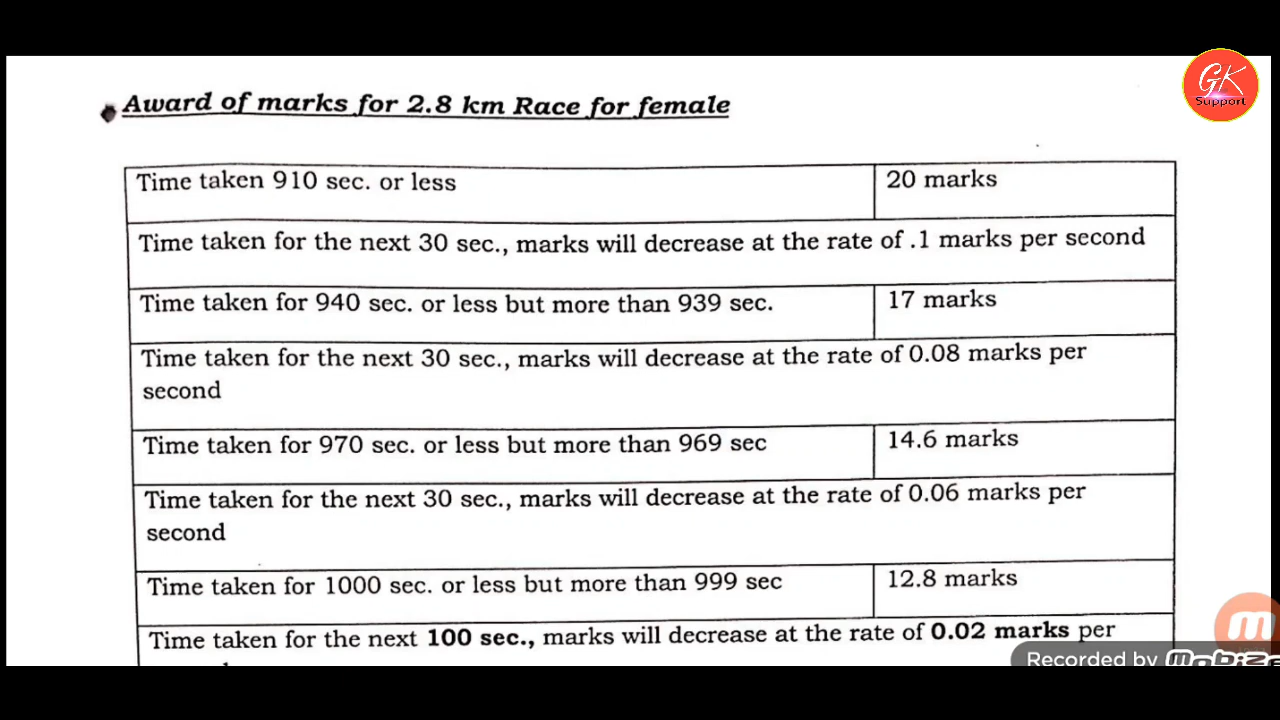 GK
Support
Award of marks for 2.8 km Race for female
Time taken 910 sec. or less
20 marks
Time taken for the next 30 sec., marks will decrease at the rate of .1 marks per second
Time taken for 940 sec. or less but more than 939 sec.
17 marks
Time taken for the next 30 sec., marks will decrease at the rate of 0.08 marks per
second
Time taken for 970 sec. or less but more than 969 sec
14.6 marks
Time taken for the next 30 sec., marks will decrease at the rate of 0.06 marks per
second
Time taken for 1000 sec. or less but more than 999 sec
12.8 marks
Time taken for the next 100 sec., marks will decrease at the rate of 0.02 marks per
M
Recorded by